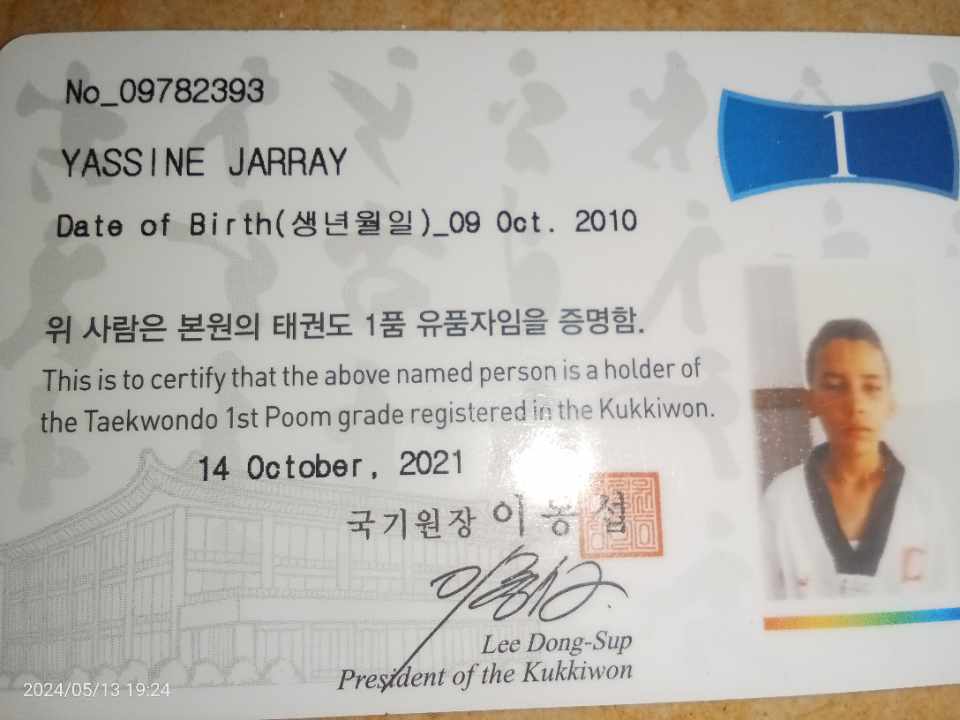 No_09782393
1
YASSINE JARRAY
Date of Birth(생년월일)_09 Oct. 2010
위 사람은 본원의 태권도 1품 유품자임을 증명함.
This is to certify that the above named person is a holder of
the Taekwondo 1st Poom grade registered in the Kukkiwon.
14 October, 2021
국기원장 이동섭
Lee Dong-Sup
President of the Kukkiwon
2024/05/13 19:24